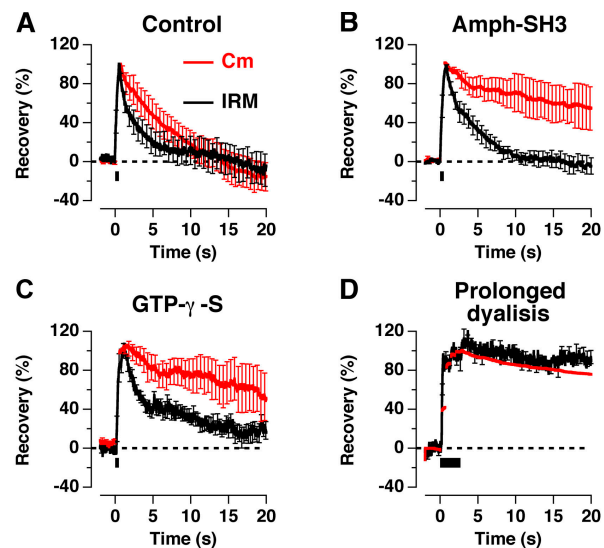 A
Control
Recovery (%)
120
80
40
0
-40
Cm
IRM
0
5
10
15
20
Time (s)
B
Amph-SH3
Recovery (%)
120
80
40
0
-40
0
5
10
15
20
Time (s)
C
GTP-γ -S
Recovery (%)
120
80
40
0
-40
0
5
10
15
20
Time (s)
D
Prolonged
dyalisis
Recovery (%)
120
80
40
0
-40
0
5
10
15
20
Time (s)